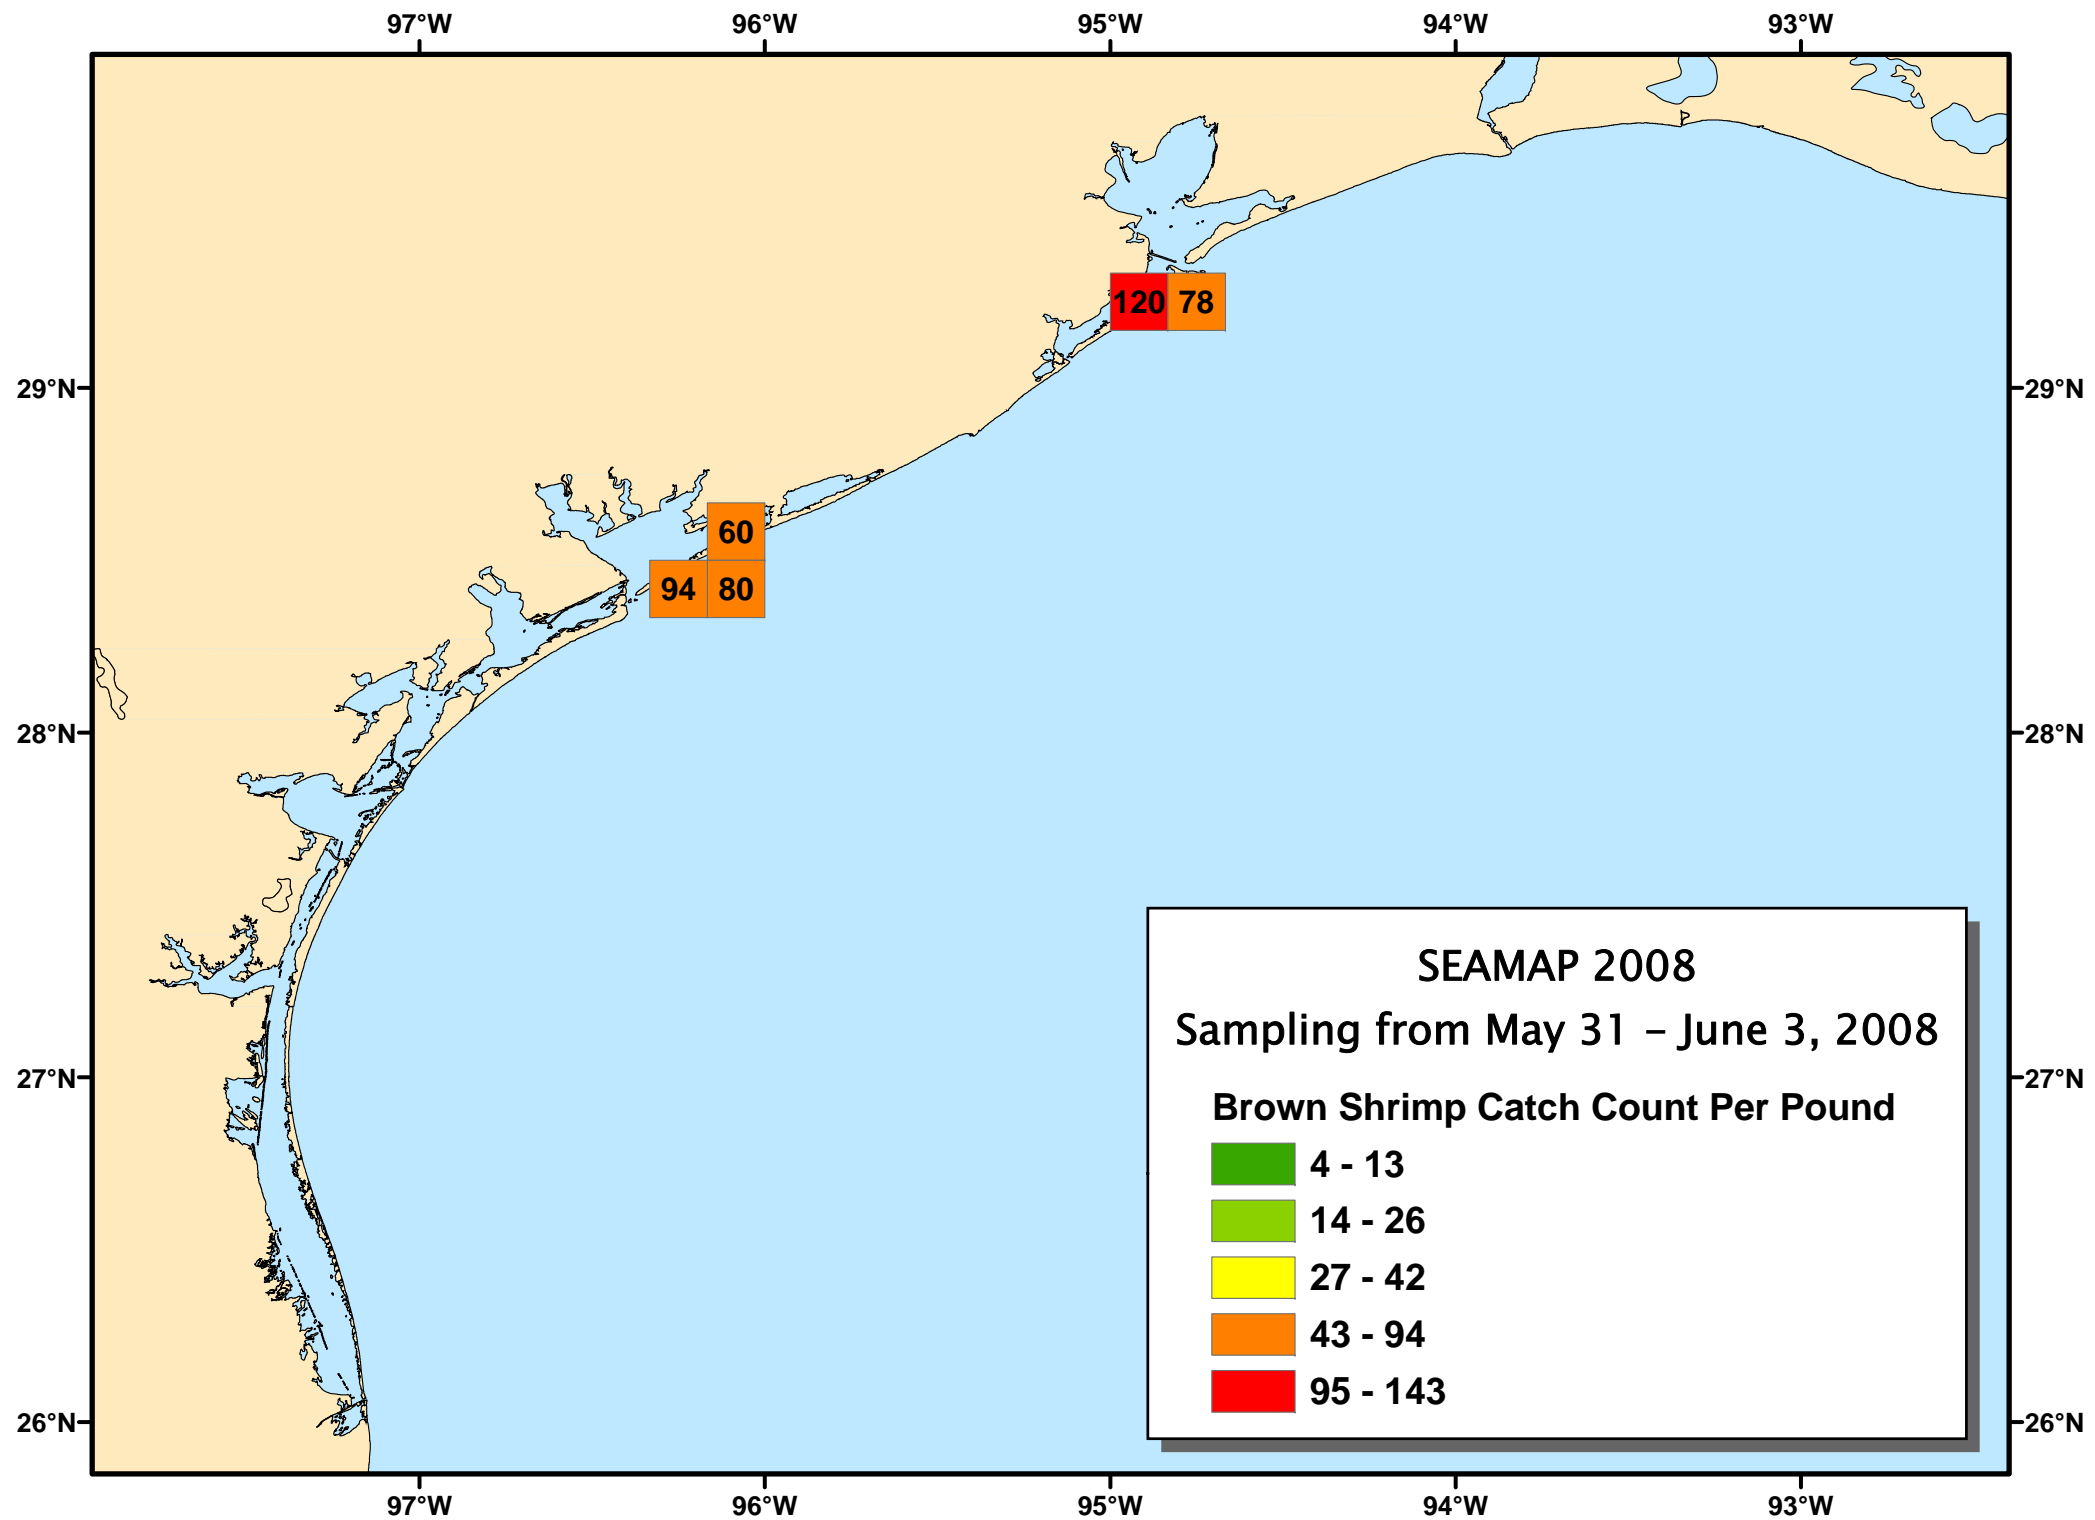 97°W 96°W 95°W 94°W 93°W
120 78
29°N 29°N
60
94 80
28°N 28°N
SEAMAP 2008
Sampling from May 31 - June 3, 2008
27°N 27°N
Brown Shrimp Catch Count Per Pound
4 - 13
14 - 26
27 - 42
43 - 94
95 - 143
26°N 26°N
97°W 96°W 95°W 94°W 93°W